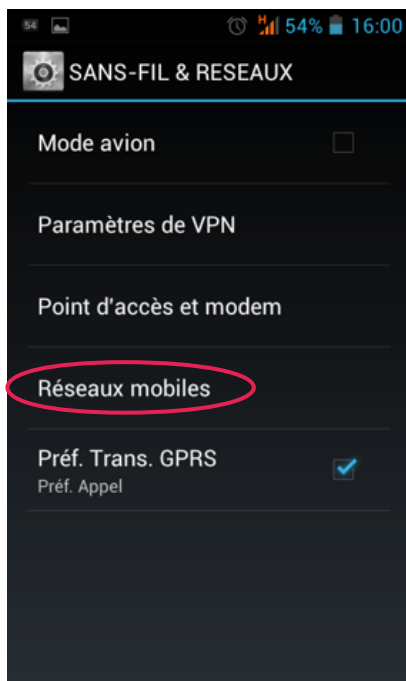 54 H 54% 16:00
SANS-FIL & RESEAUX
Mode avion
Paramètres de VPN
Point d'accès et modem
Réseaux mobiles
Préf. Trans. GPRS
Préf. Appel